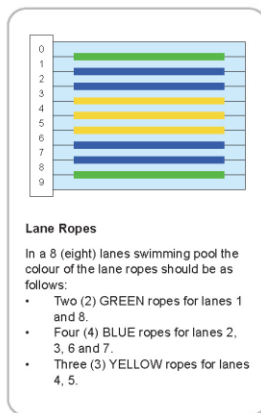 0
1
2
3
4
5
6
7
8
9
Lane Ropes
In a 8 (eight) lanes swimming pool the
colour of the lane ropes should be as
follows:
• Two (2) GREEN ropes for lanes 1
and 8.
• Four (4) BLUE ropes for lanes 2,
3, 6 and 7.
• Three (3) YELLOW ropes for lanes
4, 5.